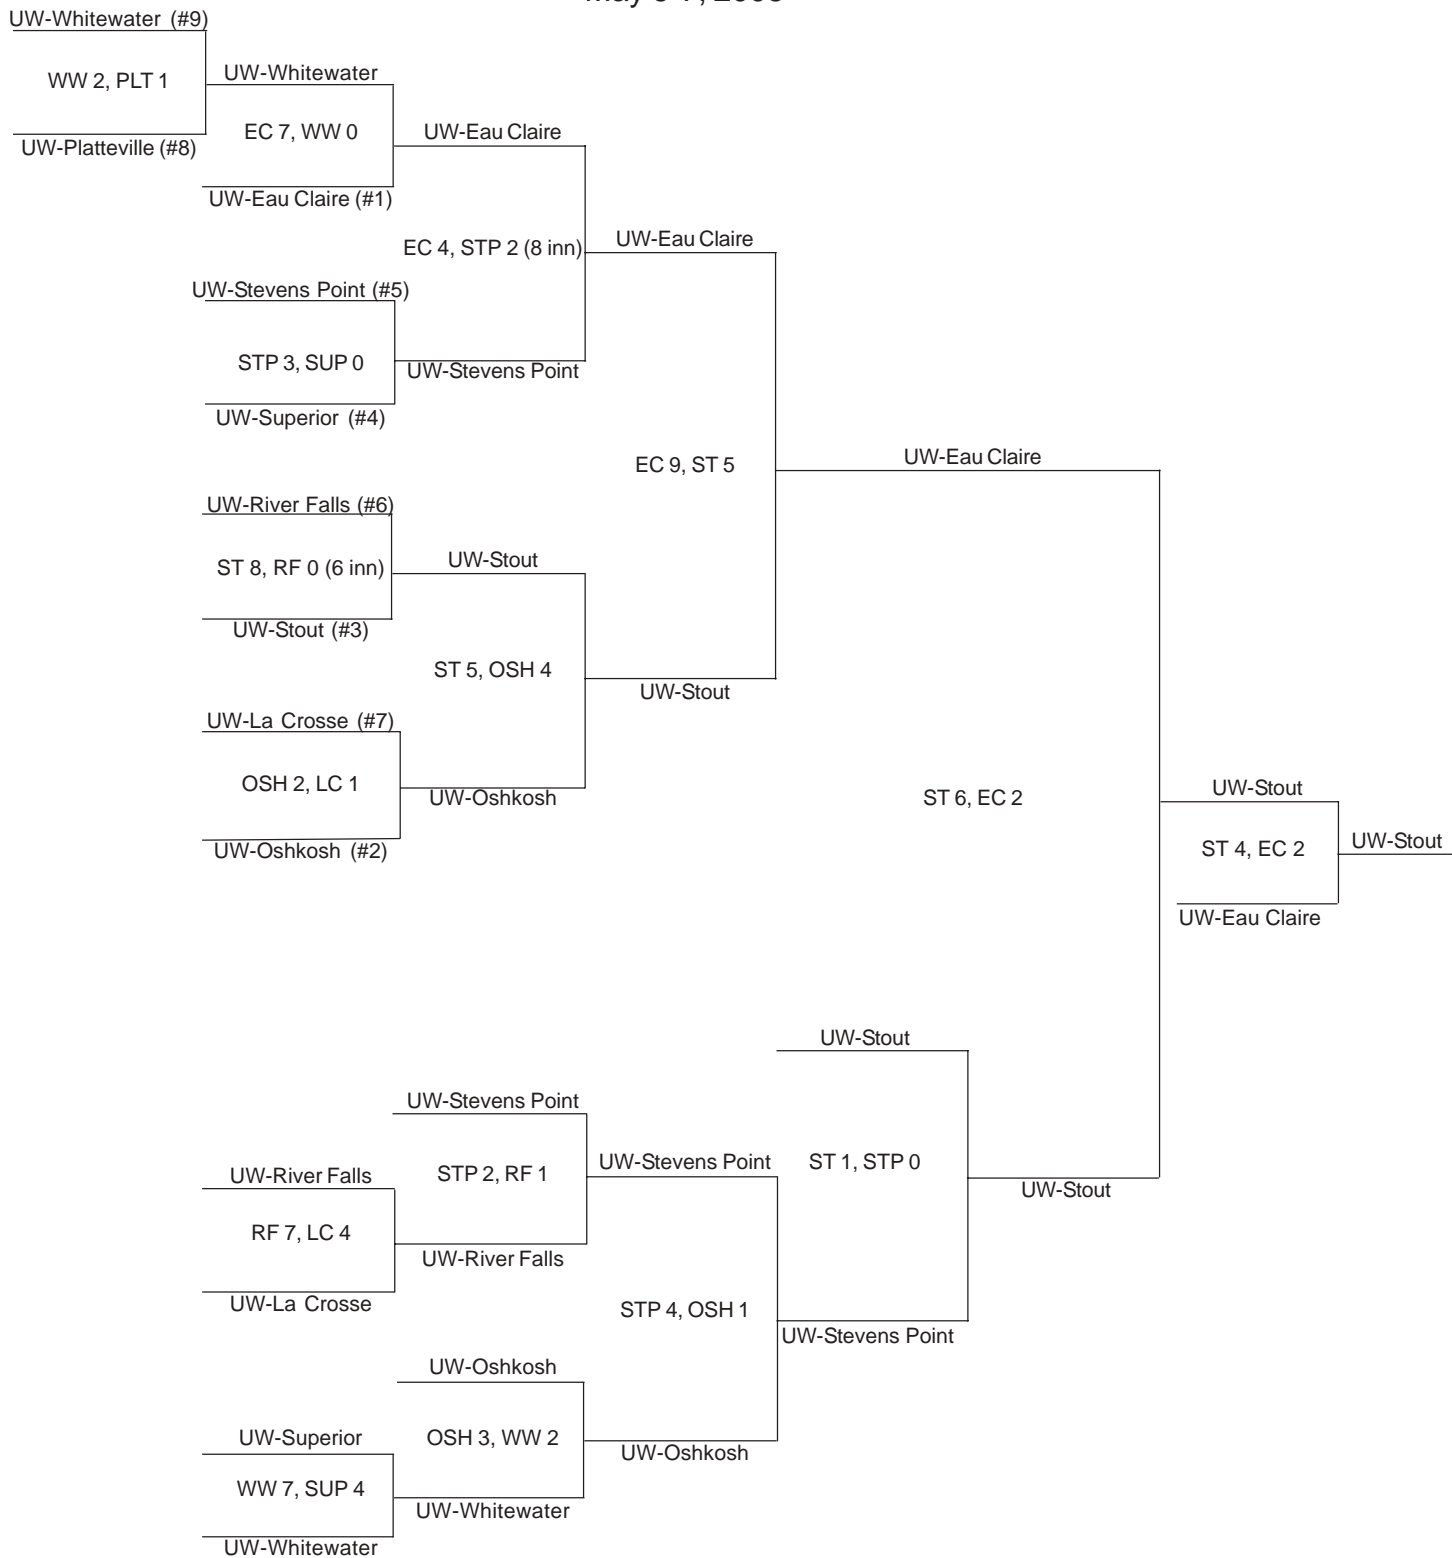 UW-Whitewater (#9)
WW 2, PLT 1
UW-Platteville (#8)
UW-Whitewater
EC 7, WW 0
UW-Eau Claire (#1)
UW-Eau Claire
EC 4, STP 2 (8 inn)
UW-Stevens Point (#5)
STP 3, SUP 0
UW-Superior (#4)
UW-Stevens Point
UW-Eau Claire
EC 9, ST 5
UW-Eau Claire
UW-River Falls (#6)
ST 8, RF 0 (6 inn)
UW-Stout (#3)
UW-Stout
ST 5, OSH 4
UW-Stout
UW-La Crosse (#7)
OSH 2, LC 1
UW-Oshkosh (#2)
UW-Oshkosh
ST 6, EC 2
UW-Stout
ST 4, EC 2
UW-Stout
UW-Eau Claire
UW-Stout
ST 1, STP 0
UW-Stout
UW-Stevens Point
STP 2, RF 1
UW-Stevens Point
UW-River Falls
RF 7, LC 4
UW-La Crosse
UW-River Falls
STP 4, OSH 1
UW-Stevens Point
UW-Oshkosh
OSH 3, WW 2
UW-Oshkosh
UW-Superior
WW 7, SUP 4
UW-Whitewater
UW-Whitewater